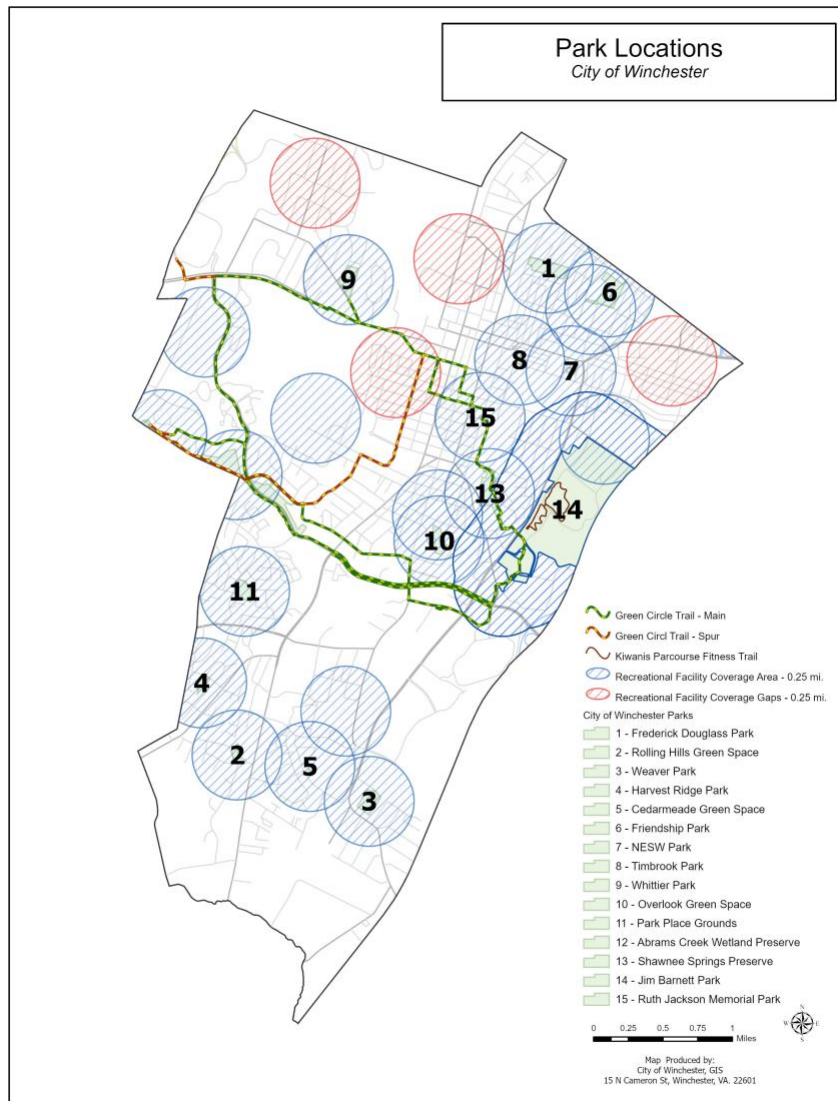 Park Locations
City of Winchester
1
9
6
8
7
15
13
14
10
11
4
2
5
3
Green Circle Trail - Main
Green Circl Trail - Spur
Kiwanis Parcourse Fitness Trail
Recreational Facility Coverage Area - 0.25 mi.
Recreational Facility Coverage Gaps - 0.25 mi.
City of Winchester Parks
1 - Frederick Douglass Park
2 - Rolling Hills Green Space
3 - Weaver Park
4 - Harvest Ridge Park
5 - Cedarmeade Green Space
6 - Friendship Park
7 - NESW Park
8 - Timbrook Park
9 - Whittier Park
10 - Overlook Green Space
11 - Park Place Grounds
12 - Abrams Creek Wetland Preserve
13 - Shawnee Springs Preserve
14 - Jim Barnett Park
15 - Ruth Jackson Memorial Park
N
W E
S
0 0.25 0.5 0.75 1
Miles
Map Produced by:
City of Winchester, GIS
15 N Cameron St, Winchester, VA. 22601